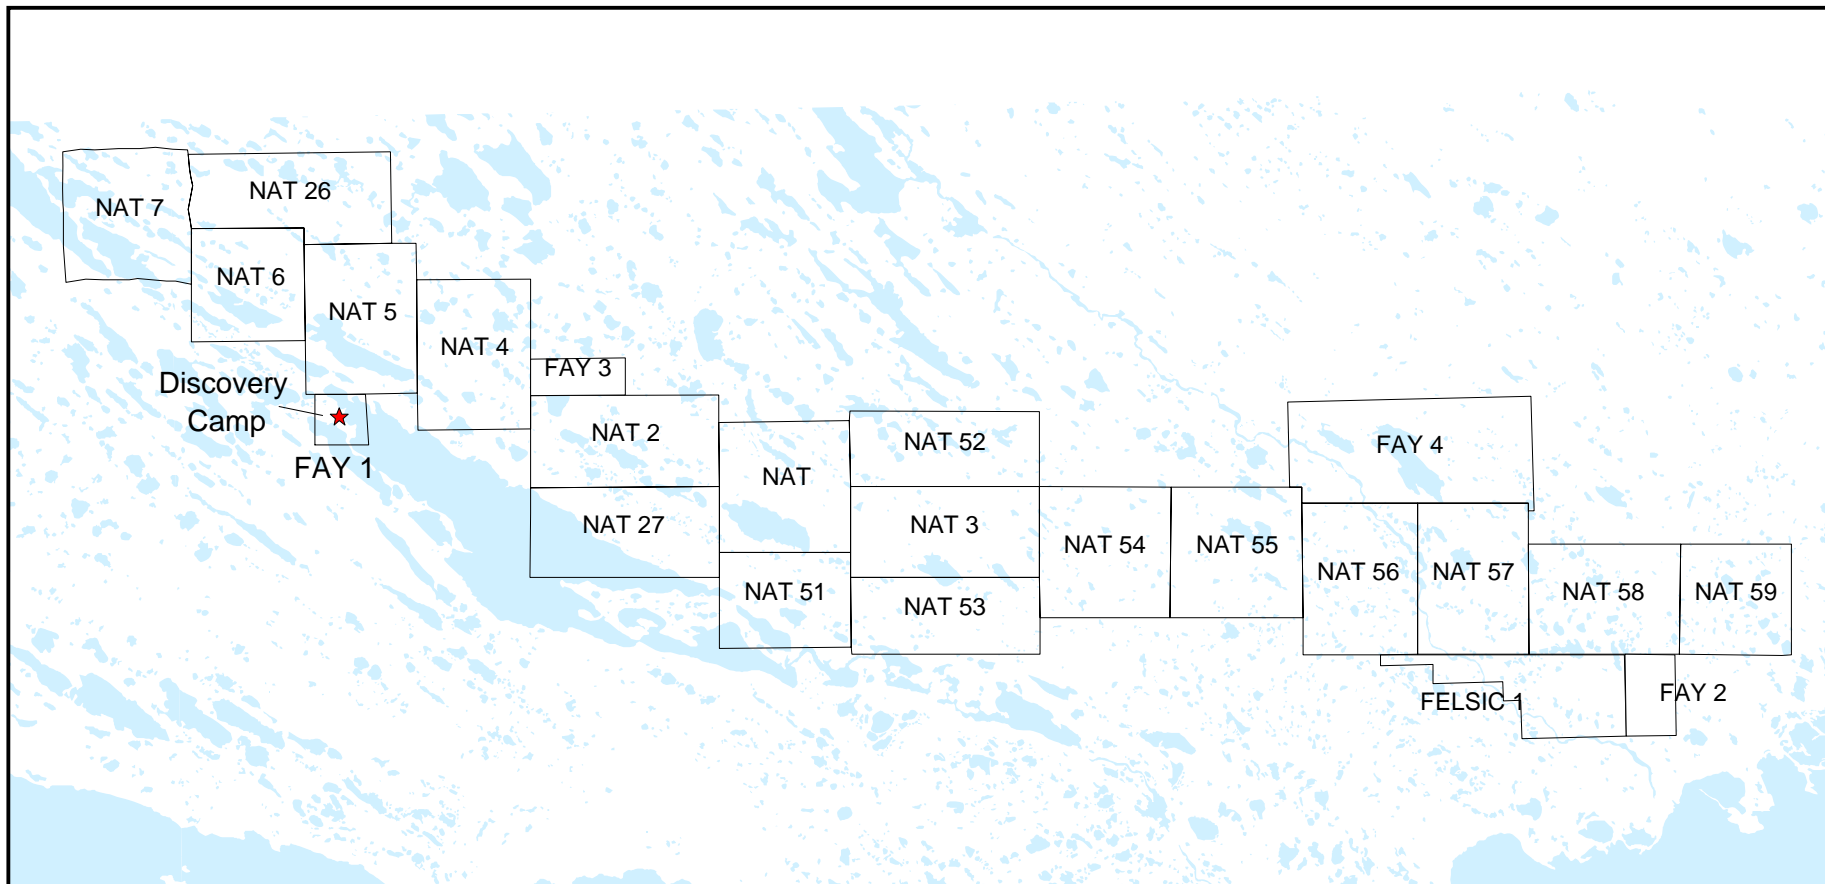 NAT 26
NAT 7
NAT 6
NAT 5
NAT 4
FAY 3
Discovery
Camp
FAY 1
NAT 2
NAT 52
FAY 4
NAT
NAT 27
NAT 3
NAT 54
NAT 55
NAT 56
NAT 57
NAT 51
NAT 53
NAT 58
NAT 59
FELSIC 1
FAY 2